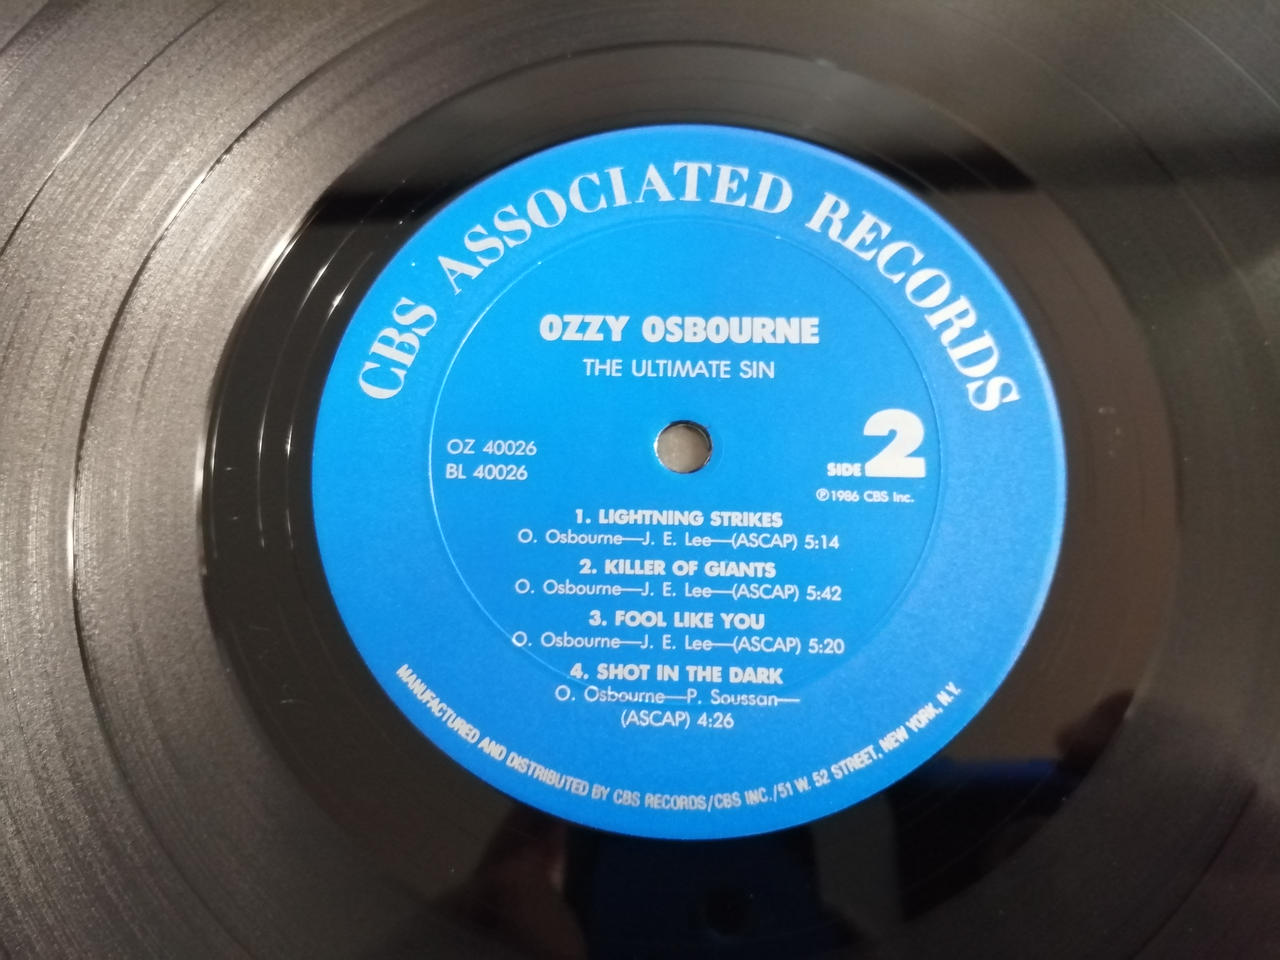 CBS ASSOCIATED RECORDS
OZZY OSBOURNE
THE ULTIMATE SIN
OZ 40026
BL 40026
SIDE 2
℗1986 CBS Inc.
1. LIGHTNING STRIKES
O. Osbourne—J. E. Lee—(ASCAP) 5:14
2. KILLER OF GIANTS
O. Osbourne—J. E. Lee—(ASCAP) 5:42
3. FOOL LIKE YOU
O. Osbourne—J. E. Lee—(ASCAP) 5:20
4. SHOT IN THE DARK
O. Osbourne—P. Soussan—
(ASCAP) 4:26
MANUFACTURED AND DISTRIBUTED BY CBS RECORDS/CBS INC./51 W. 52 STREET, NEW YORK, N.Y.